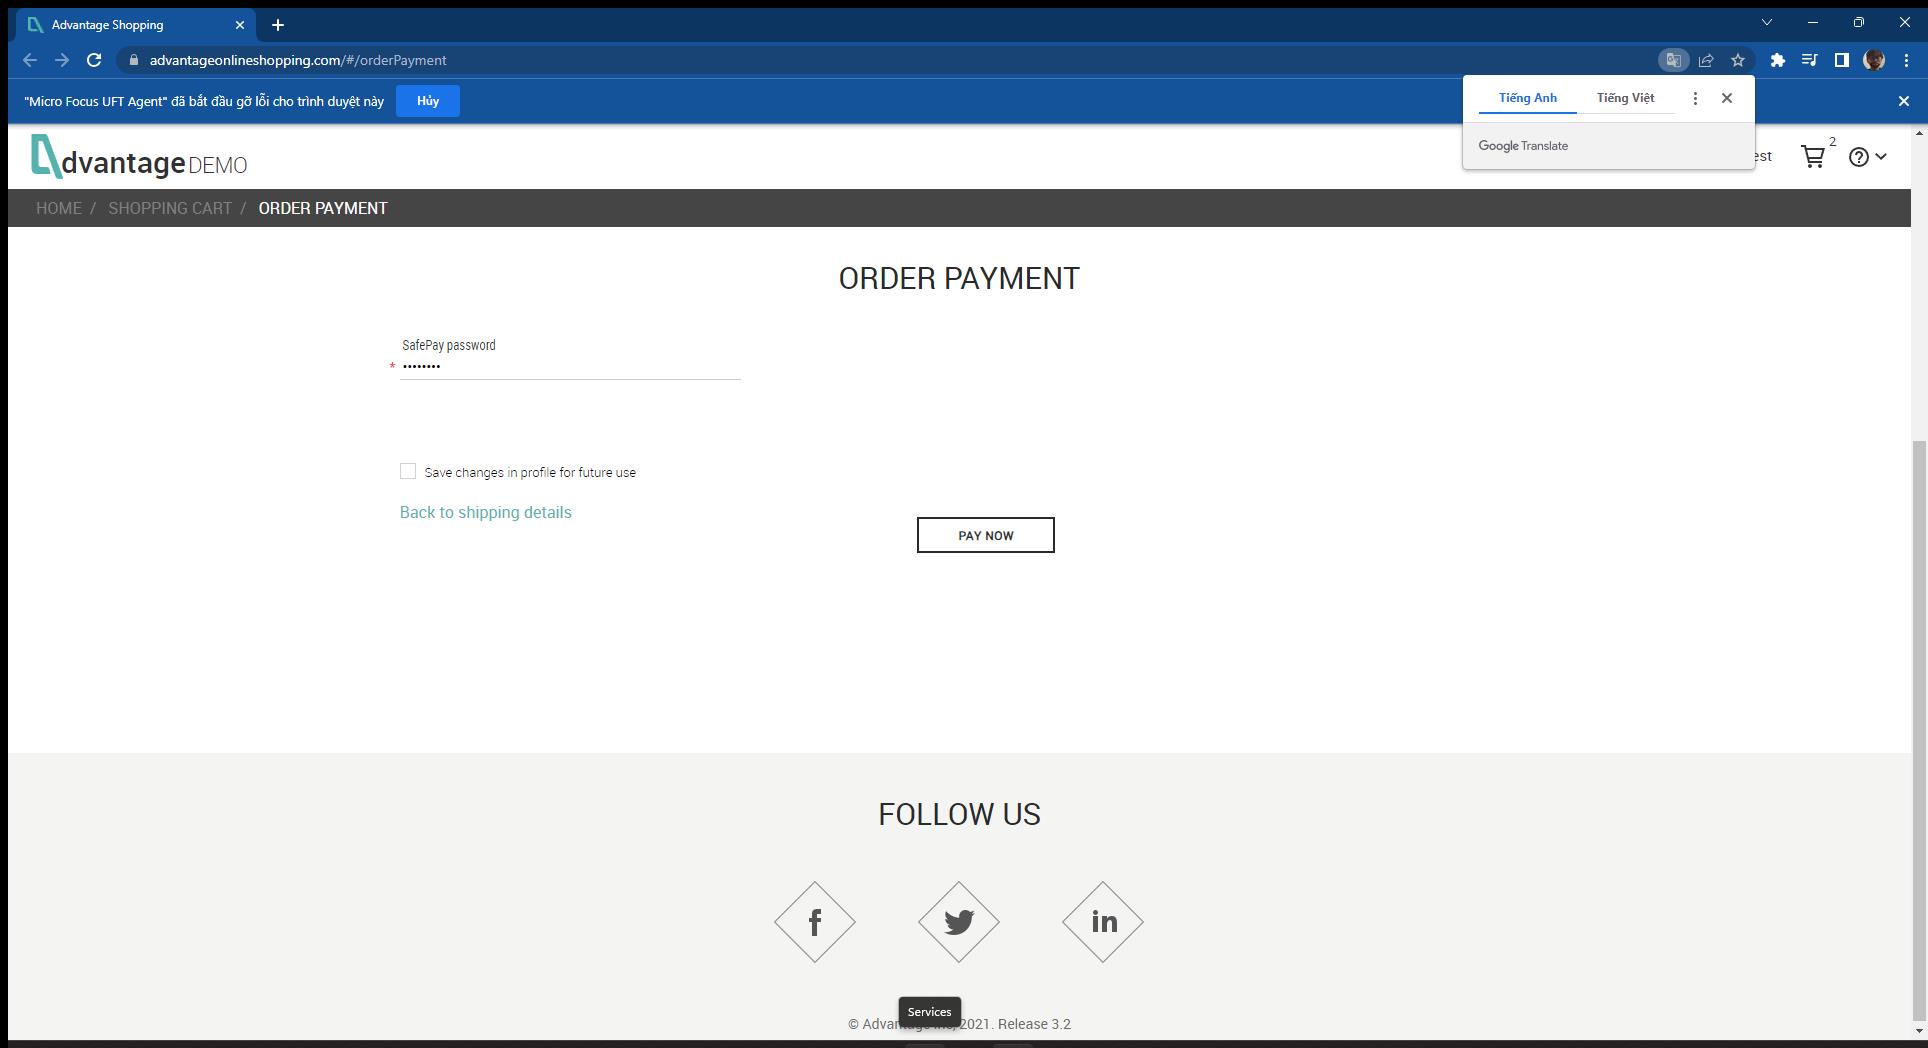 Advantage Shopping
advantageonlineshopping.com/#/orderPayment
"Micro Focus UFT Agent" đã bắt đầu gỡ lỗi cho trình duyệt này
Hủy
Tiếng Anh
Tiếng Việt
Google Translate
dvantage DEMO
2
HOME / SHOPPING CART / ORDER PAYMENT
ORDER PAYMENT
SafePay password
* ••••••••
Save changes in profile for future use
Back to shipping details
PAY NOW
FOLLOW US
f
in
Services
© 2021. Release 3.2